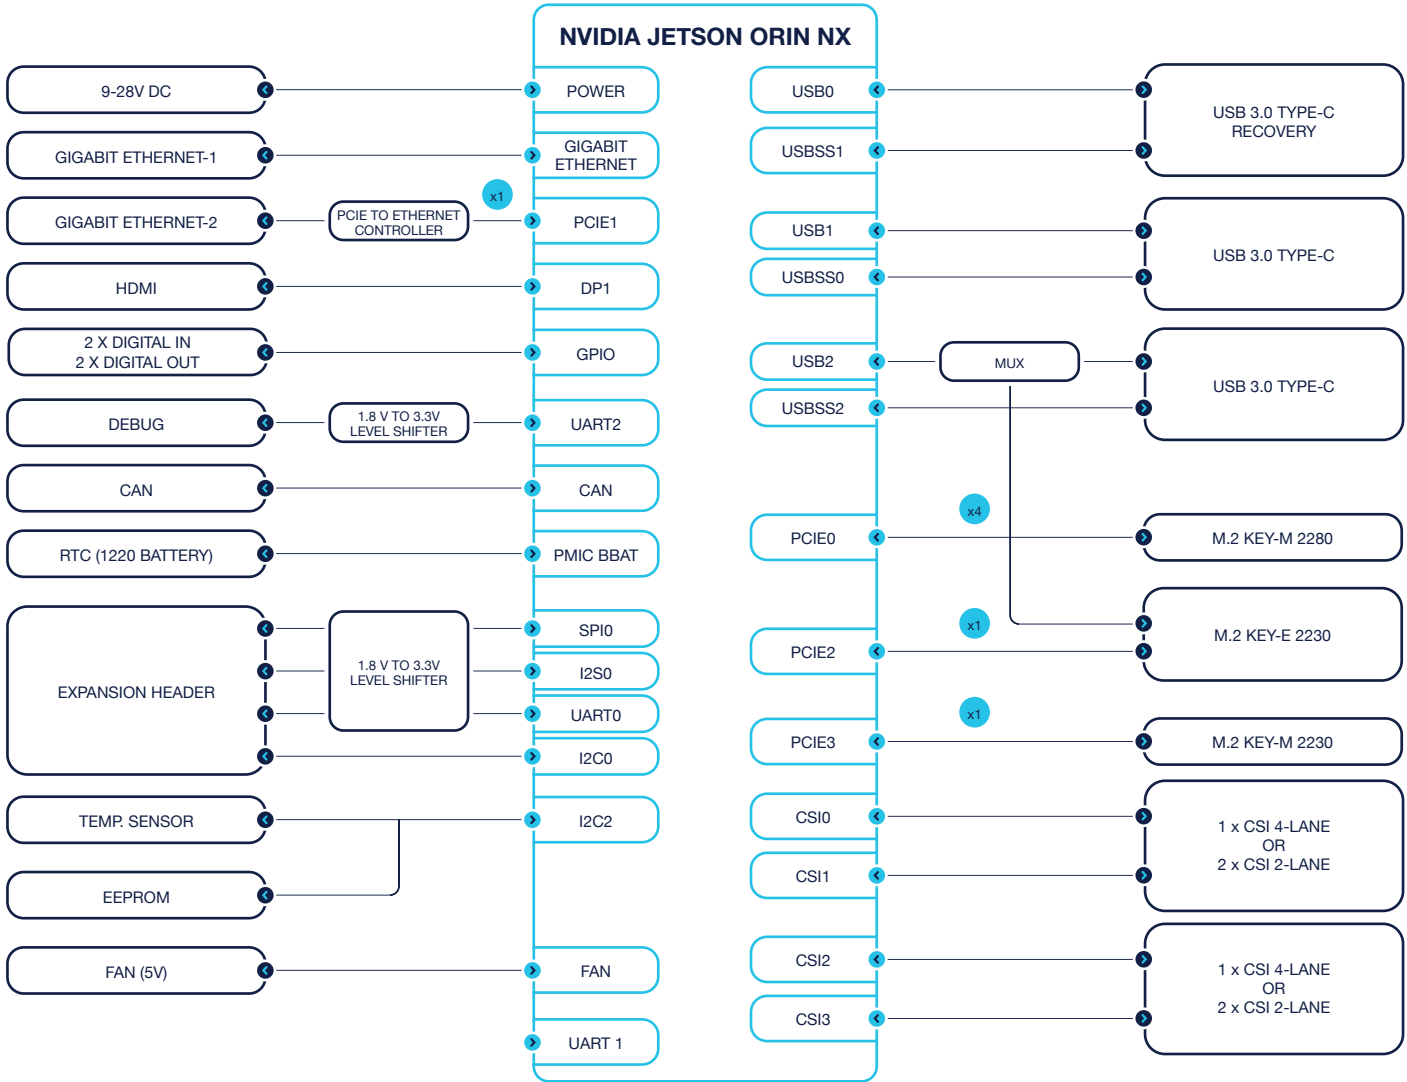 NVIDIA JETSON ORIN NX
9-28V DC
POWER
GIGABIT ETHERNET-1
GIGABIT
ETHERNET
GIGABIT ETHERNET-2
PCIE TO ETHERNET
CONTROLLER
x1
PCIE1
HDMI
DP1
2 X DIGITAL IN
2 X DIGITAL OUT
GPIO
DEBUG
1.8 V TO 3.3V
LEVEL SHIFTER
UART2
CAN
CAN
RTC (1220 BATTERY)
PMIC BBAT
EXPANSION HEADER
1.8 V TO 3.3V
LEVEL SHIFTER
SPI0
I2S0
UART0
I2C0
TEMP. SENSOR
I2C2
EEPROM
FAN (5V)
FAN
UART 1
USB0
USBSS1
USB 3.0 TYPE-C
RECOVERY
USB1
USBSS0
USB 3.0 TYPE-C
USB2
MUX
USBSS2
USB 3.0 TYPE-C
PCIE0
x4
M.2 KEY-M 2280
PCIE2
x1
M.2 KEY-E 2230
PCIE3
x1
M.2 KEY-M 2230
CSI0
CSI1
1 x CSI 4-LANE
OR
2 x CSI 2-LANE
CSI2
CSI3
1 x CSI 4-LANE
OR
2 x CSI 2-LANE